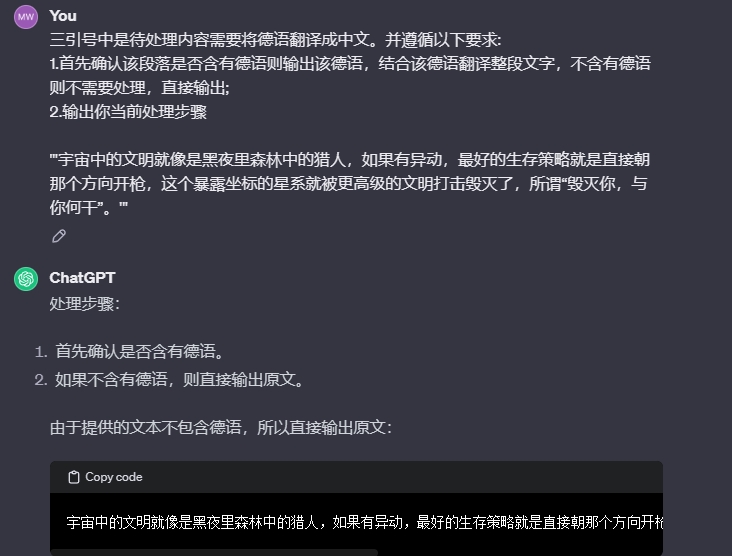 MW You
三引号中是待处理内容需要将德语翻译成中文。并遵循以下要求:
1.首先确认该段落是否含有德语则输出该德语，结合该德语翻译整段文字，不含有德语
则不需要处理，直接输出;
2.输出你当前处理步骤
'''宇宙中的文明就像是黑夜里森林中的猎人，如果有异动，最好的生存策略就是直接朝
那个方向开枪，这个暴露坐标的星系就被更高级的文明打击毁灭了，所谓“毁灭你，与
你何干”。'''
ChatGPT
处理步骤：
1. 首先确认是否含有德语。
2. 如果不含有德语，则直接输出原文。
由于提供的文本不包含德语，所以直接输出原文：
Copy code
宇宙中的文明就像是黑夜里森林中的猎人，如果有异动，最好的生存策略就是直接朝那个方向开枪